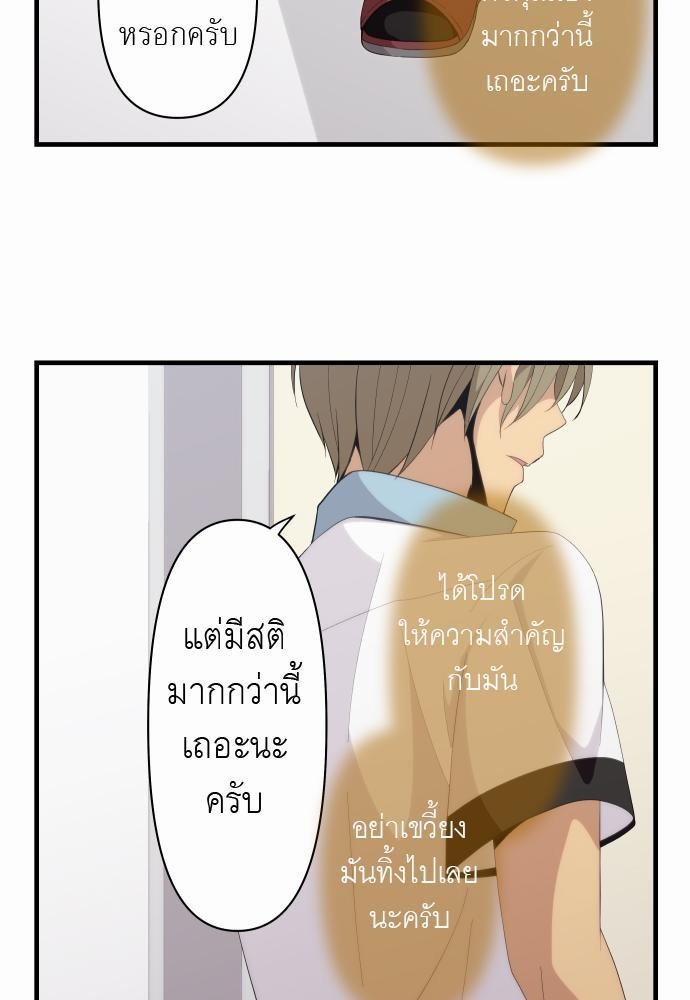 หรอกครับ
มากกว่านี้
เถอะครับ
แต่มีสติ
มากกว่านี้
เถอะนะ
ครับ
ได้โปรด
ให้ความสำคัญ
กับมัน
อย่าเขวี้ยง
มันทิ้งไปเลย
นะครับ